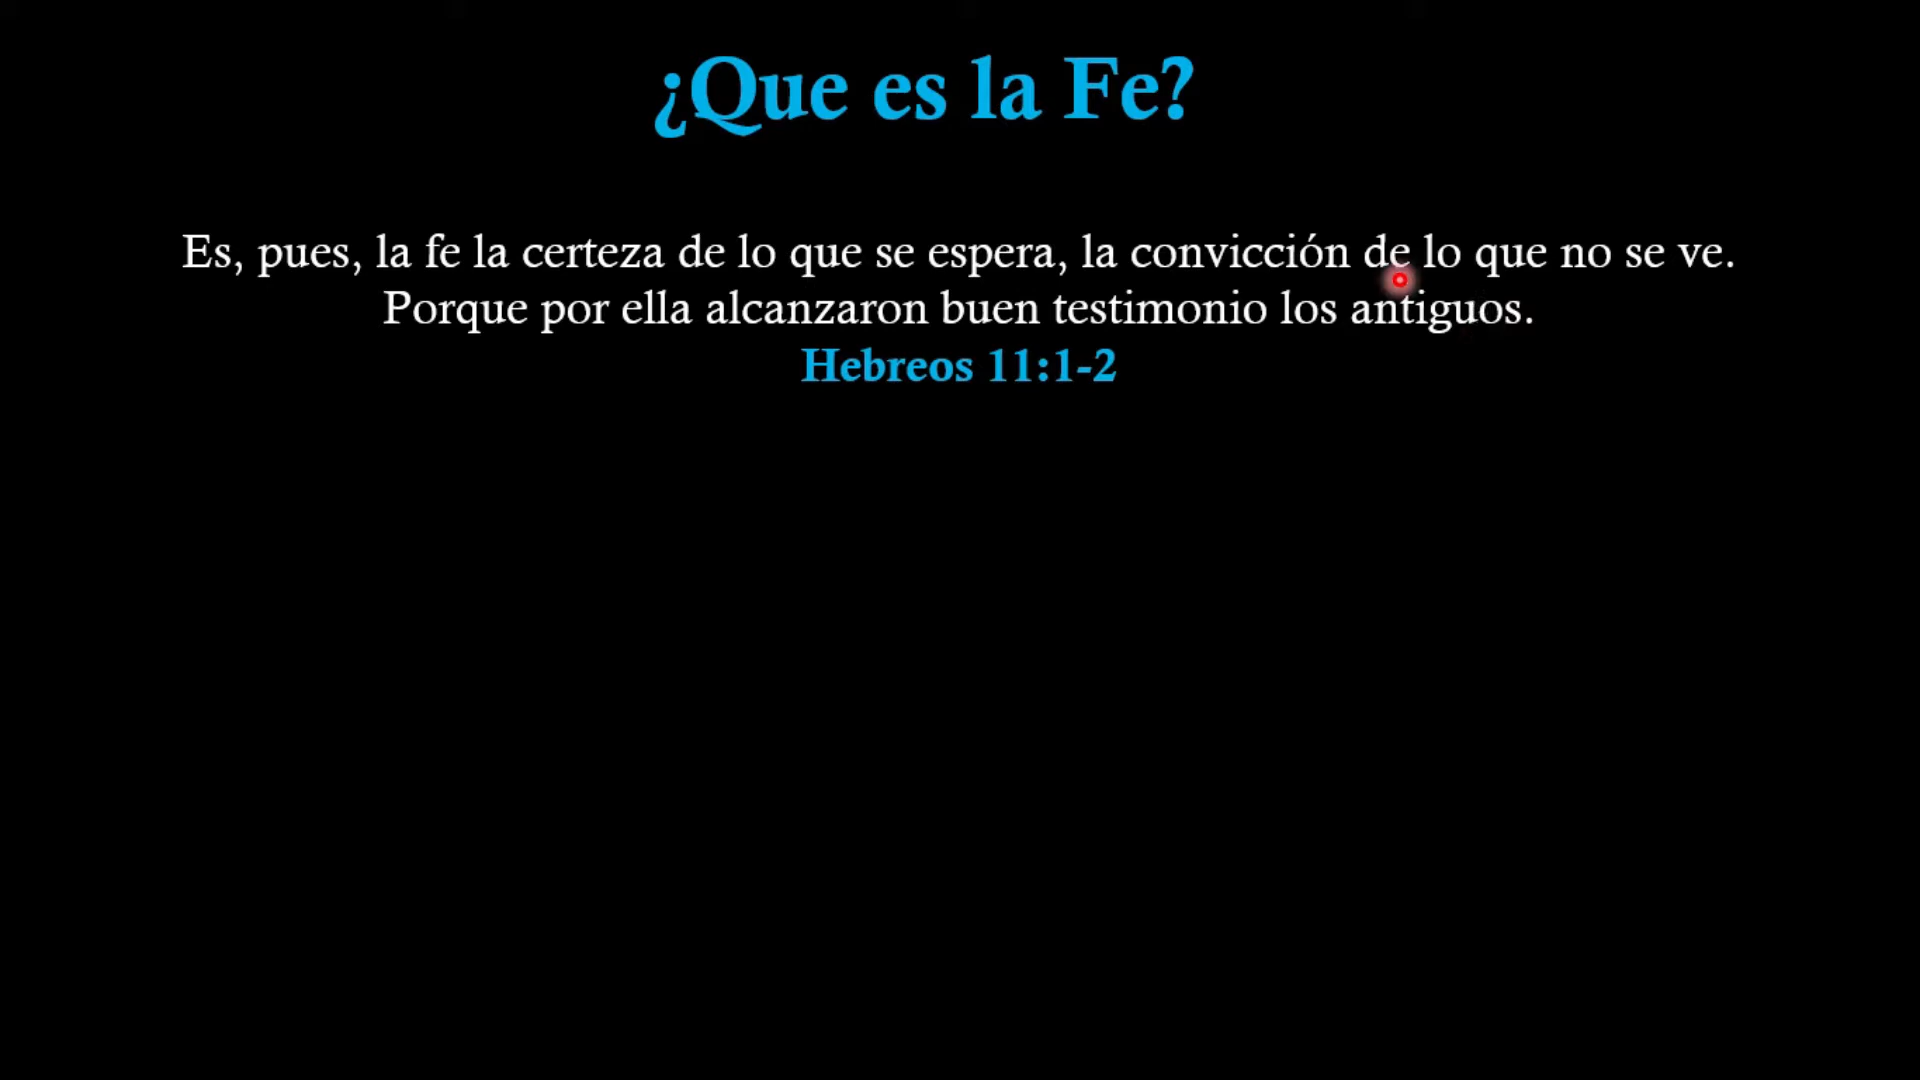 ¿Que es la Fe?
Es, pues, la fe la certeza de lo que se espera, la convicción de lo que no se ve.
Porque por ella alcanzaron buen testimonio los antiguos.
Hebreos 11:1-2